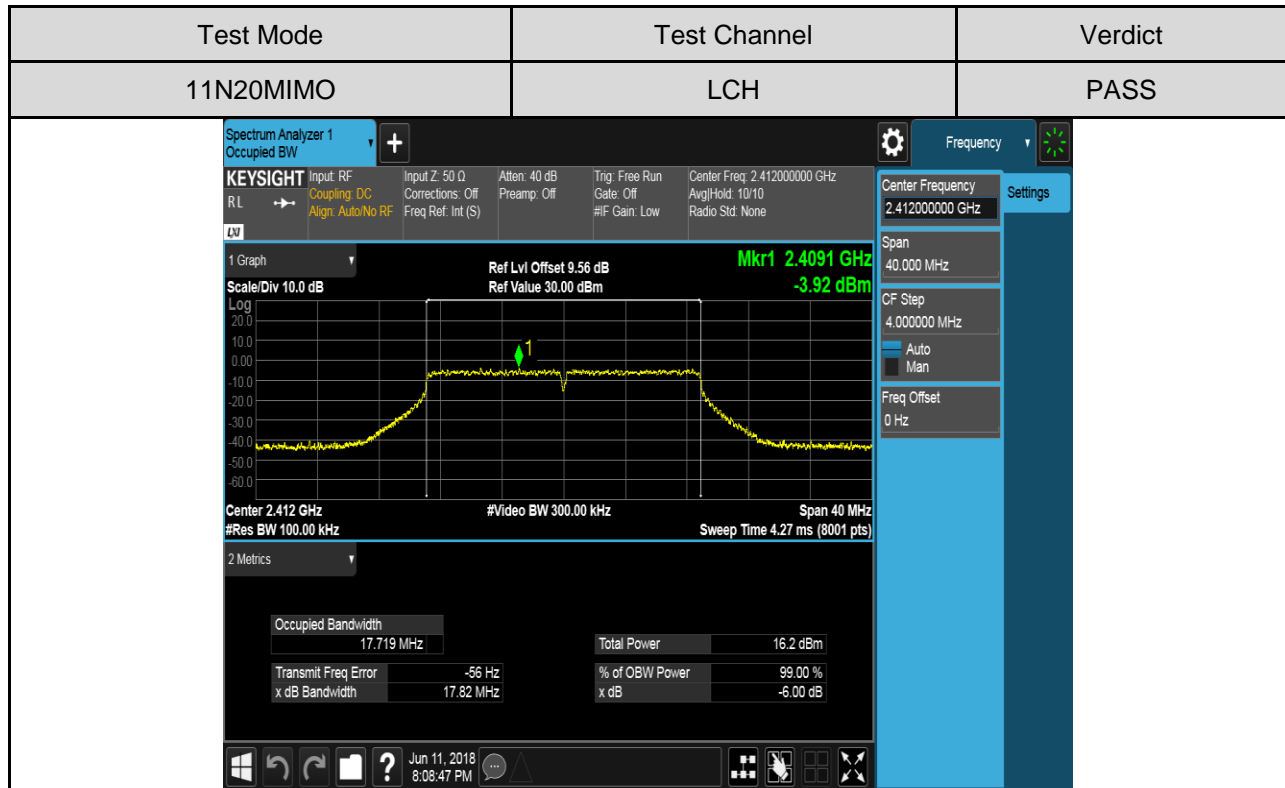 Test Mode Test Channel Verdict
11N20MIMO LCH PASS
Spectrum Analyzer 1
Occupied BW
+
Frequency
KEYSIGHT Input: RF Input Z: 50 Ω Atten: 40 dB Trig: Free Run Center Freq: 2.412000000 GHz
RL Coupling: DC Corrections: Off Preamp: Off Gate: Off Avg|Hold: 10/10
Align: Auto/No RF Freq Ref: Int (S) #IF Gain: Low Radio Std: None
LXI
Center Frequency
2.412000000 GHz
Settings
Span
40.000 MHz
CF Step
4.000000 MHz
Auto
Man
Freq Offset
0 Hz
1 Graph Ref Lvl Offset 9.56 dB Mkr1 2.4091 GHz
Scale/Div 10.0 dB Ref Value 30.00 dBm -3.92 dBm
Log
20.0
10.0
1
0.00
-10.0
-20.0
-30.0
-40.0
-50.0
-60.0
Center 2.412 GHz #Video BW 300.00 kHz Span 40 MHz
#Res BW 100.00 kHz Sweep Time 4.27 ms (8001 pts)
2 Metrics
Occupied Bandwidth
17.719 MHz Total Power 16.2 dBm
Transmit Freq Error -56 Hz % of OBW Power 99.00 %
x dB Bandwidth 17.82 MHz x dB -6.00 dB
? Jun 11, 2018
8:08:47 PM